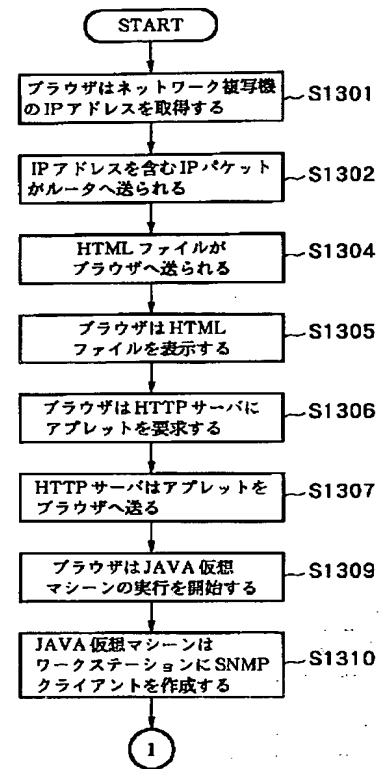 START
ブラウザはネットワーク複写機
のIPアドレスを取得する
S1301
IPアドレスを含むIPパケット
がルータへ送られる
S1302
HTMLファイルが
ブラウザへ送られる
S1304
ブラウザはHTML
ファイルを表示する
S1305
ブラウザはHTTPサーバに
アプレットを要求する
S1306
HTTPサーバはアプレットを
ブラウザへ送る
S1307
ブラウザはJAVA仮想
マシーンの実行を開始する
S1309
JAVA仮想マシーンは
ワークステーションにSNMP
クライアントを作成する
S1310
1